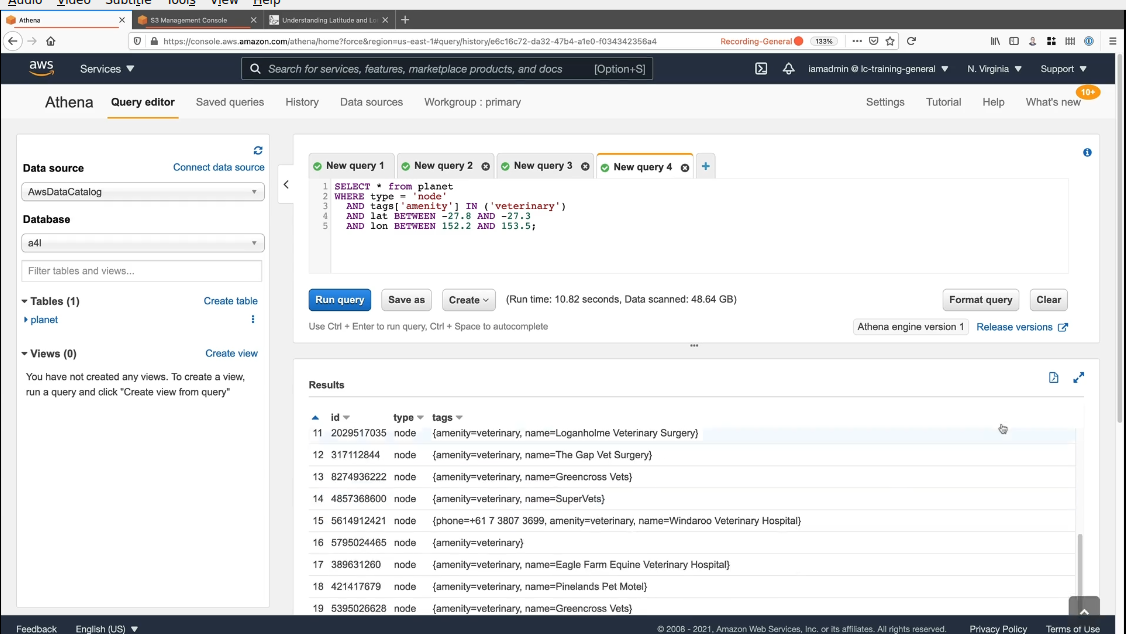 Audio Video Subtitle Tools View Help
Athena
S3 Management Console
Understanding Latitude and Lo
https://console.aws.amazon.com/athena/home?force&region=us-east-1#query/history/e6c16c72-da32-47b4-a1e0-f034342356a4
Recording-General
133%
aws
Services
Search for services, features, marketplace products, and docs [Option+S]
iamadmin @ lc-training-general
N. Virginia
Support
Athena
Query editor
Saved queries
History
Data sources
Workgroup : primary
Settings
Tutorial
Help
What's new
10+
Data source
Connect data source
AwsDataCatalog
Database
a4l
Filter tables and views...
Tables (1)
Create table
planet
Views (0)
Create view
You have not created any views. To create a view,
run a query and click "Create view from query"
New query 1
New query 2
New query 3
New query 4
1 SELECT * from planet
2 WHERE type = 'node'
3 AND tags['amenity'] IN ('veterinary')
4 AND lat BETWEEN -27.8 AND -27.3
5 AND lon BETWEEN 152.2 AND 153.5;
Run query
Save as
Create
(Run time: 10.82 seconds, Data scanned: 48.64 GB)
Format query
Clear
Use Ctrl + Enter to run query, Ctrl + Space to autocomplete
Athena engine version 1
Release versions
Results
id type tags
11 2029517035 node {amenity=veterinary, name=Loganholme Veterinary Surgery}
12 317112844 node {amenity=veterinary, name=The Gap Vet Surgery}
13 8274936222 node {amenity=veterinary, name=Greencross Vets}
14 4857368600 node {amenity=veterinary, name=SuperVets}
15 5614912421 node {phone=+61 7 3807 3699, amenity=veterinary, name=Windaroo Veterinary Hospital}
16 5795024465 node {amenity=veterinary}
17 389631260 node {amenity=veterinary, name=Eagle Farm Equine Veterinary Hospital}
18 421417679 node {amenity=veterinary, name=Pinelands Pet Motel}
19 5395026628 node {amenity=veterinary, name=Greencross Vets}
Feedback
English (US)
© 2008 - 2021, Amazon Web Services, Inc. or its affiliates. All rights reserved.
Privacy Policy
Terms of Use